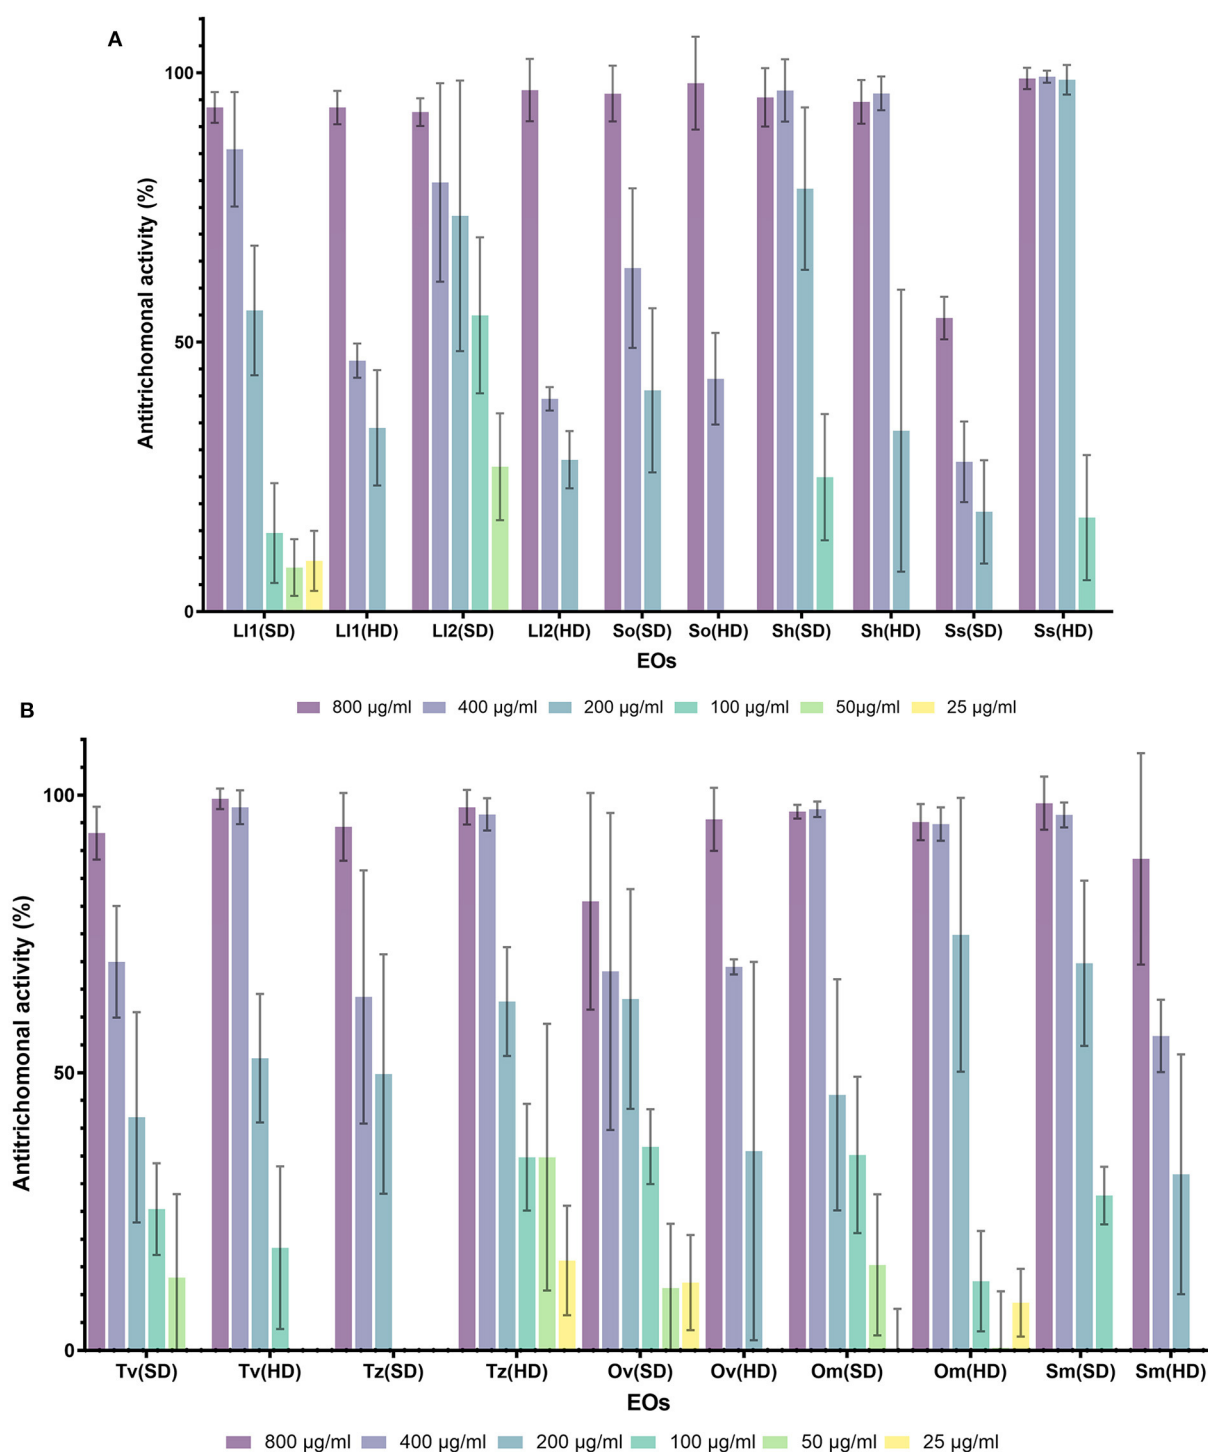 A
Antitrichomonal activity (%)
100
50
0
Ll1(SD) Ll1(HD) Ll2(SD) Ll2(HD) So(SD) So(HD) Sh(SD) Sh(HD) Ss(SD) Ss(HD)
EOs
800 µg/ml 400 µg/ml 200 µg/ml 100 µg/ml 50µg/ml 25 µg/ml
B
Antitrichomonal activity (%)
100
50
0
Tv(SD) Tv(HD) Tz(SD) Tz(HD) Ov(SD) Ov(HD) Om(SD) Om(HD) Sm(SD) Sm(HD)
EOs
800 µg/ml 400 µg/ml 200 µg/ml 100 µg/ml 50 µg/ml 25 µg/ml